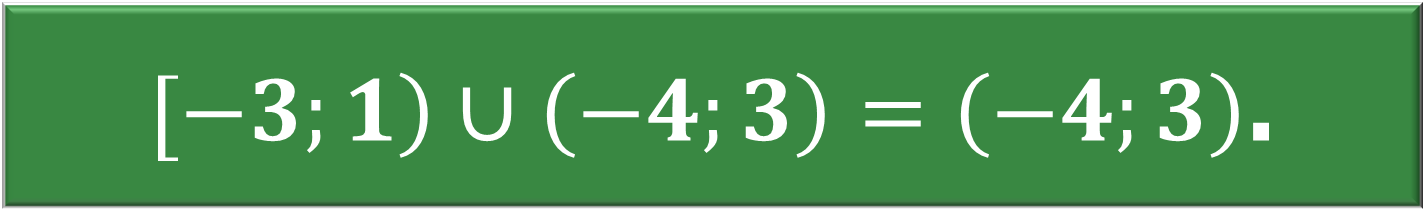 [−3; 1) ∪ (−4; 3) = (−4; 3).